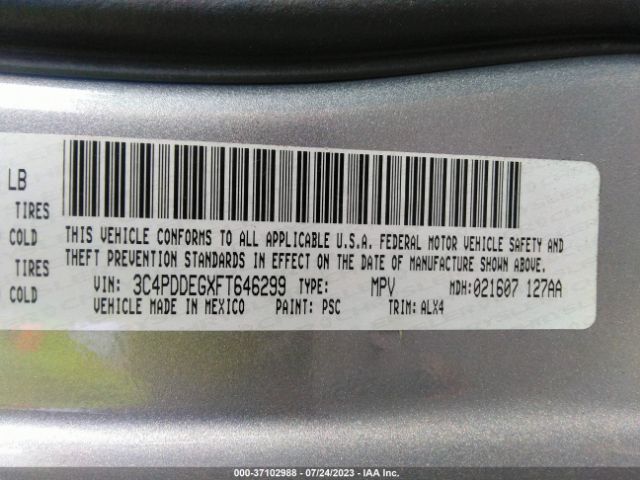 LB
TIRES
COLD
THIS VEHICLE CONFORMS TO ALL APPLICABLE U.S.A. FEDERAL MOTOR VEHICLE SAFETY AND
TIRES
THEFT PREVENTION STANDARDS IN EFFECT ON THE DATE OF MANUFACTURE SHOWN ABOVE.
COLD
VIN: 3C4PDDEGXFT646299 TYPE: MPV MDH:021607 127AA
VEHICLE MADE IN MEXICO PAINT: PSC TRIM:ALX4
000-37102988 - 07/24/2023 - IAA Inc.